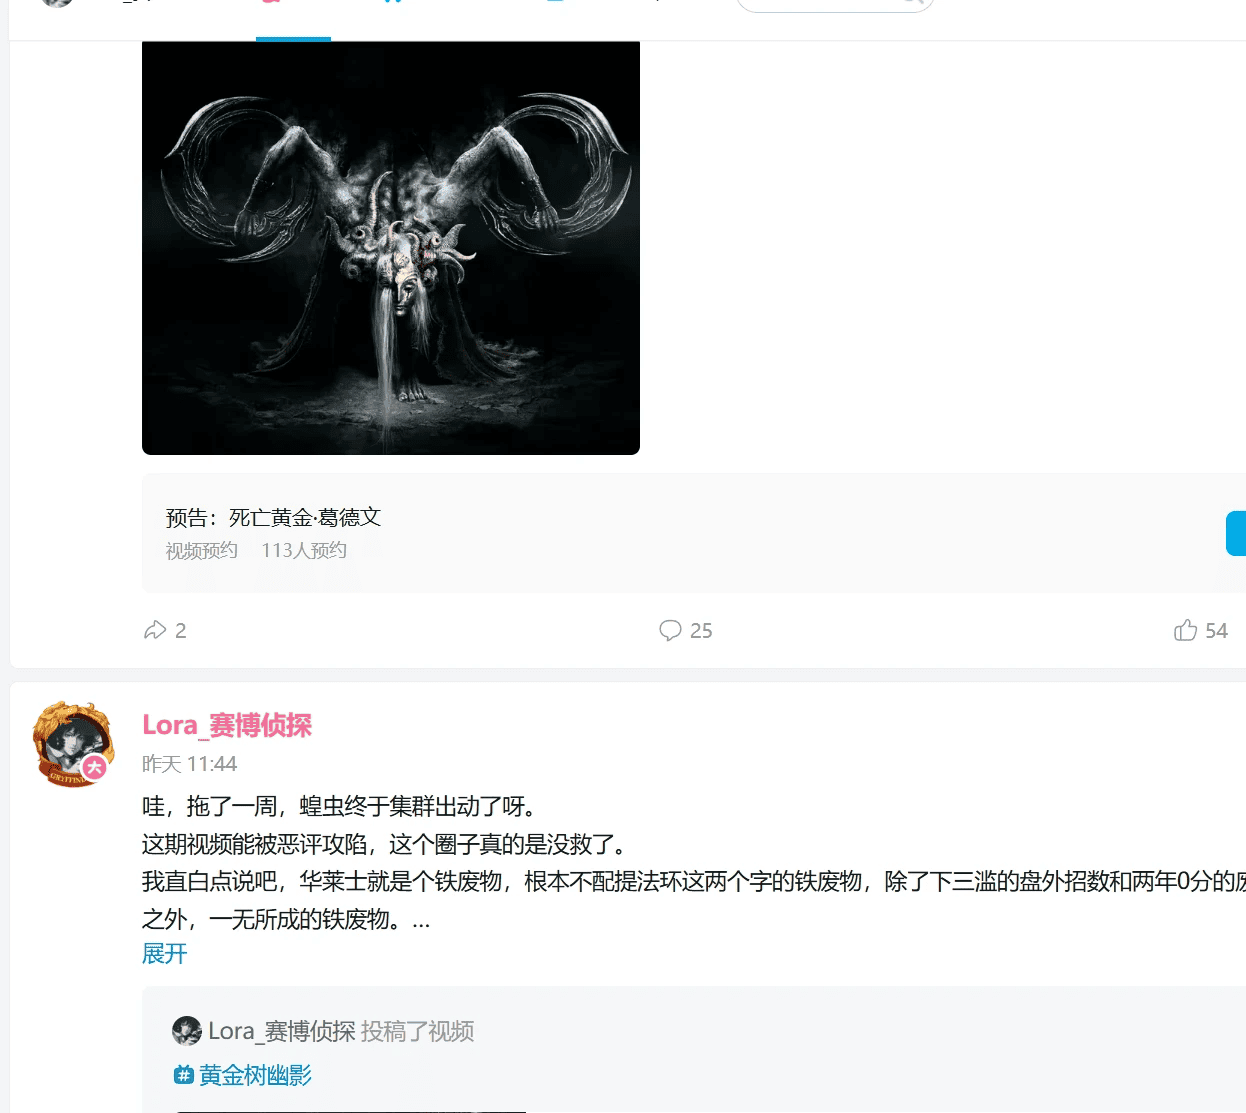 预告：死亡黄金·葛德文
视频预约 113人预约
2
25
54
Lora_赛博侦探
昨天 11:44
哇，拖了一周，蝗虫终于集群出动了呀。
这期视频能被恶评攻陷，这个圈子真的是没救了。
我直白点说吧，华莱士就是个铁废物，根本不配提法环这两个字的铁废物，除了下三滥的盘外招数和两年0分的废
之外，一无所成的铁废物。...
展开
Lora_赛博侦探 投稿了视频
黄金树幽影